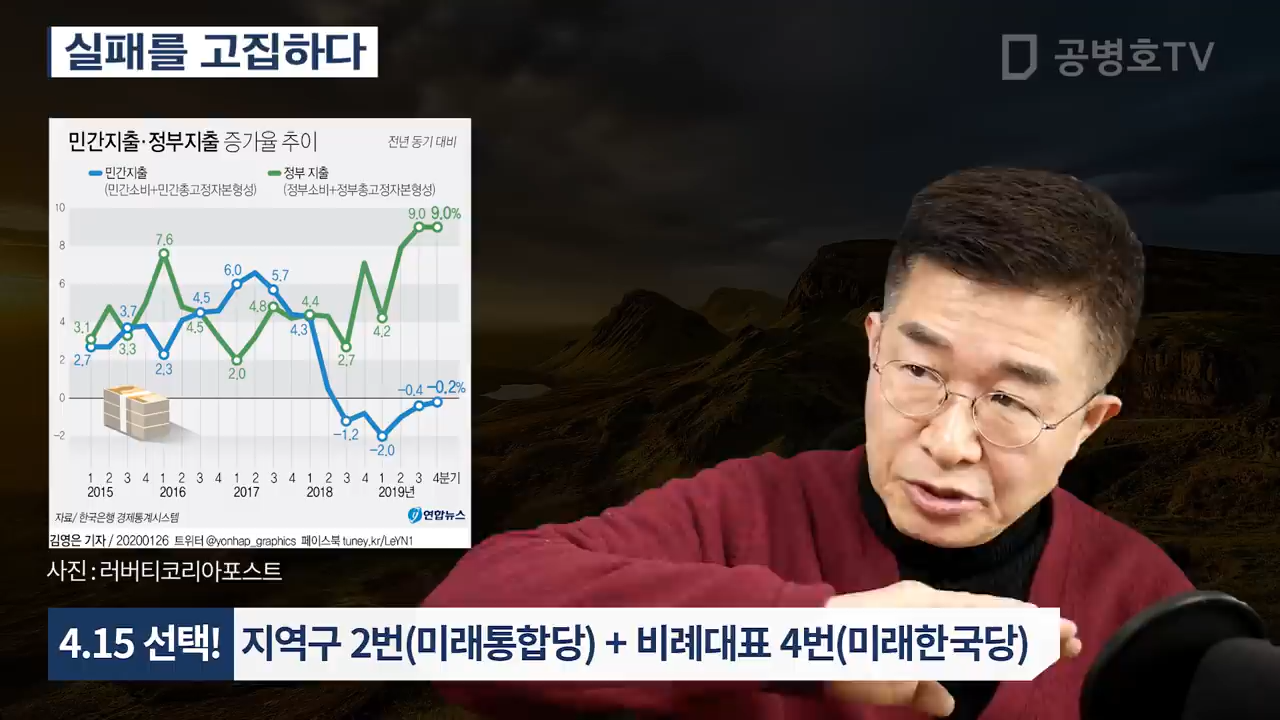 실패를 고집하다
공병호TV
민간지출·정부지출 증가율 추이
전년 동기 대비
민간지출
(민간소비+민간총고정자본형성)
정부 지출
(정부소비+정부총고정자본형성)
10
8
6
4
2
0
-2
3.1
2.7
3.7
3.3
7.6
2.3
4.5
4.5
6.0
2.0
5.7
4.8
4.4
4.3
2.7
-1.2
4.2
-2.0
9.0
-0.4
9.0%
-0.2%
1 2 3 4 1 2 3 4 1 2 3 4 1 2 3 4 1 2 3 4분기
2015 2016 2017 2018 2019년
자료/ 한국은행 경제통계시스템
연합뉴스
김영은 기자 / 20200126 트위터 @yonhap_graphics 페이스북 tuney.kr/LeYN1
사진 : 러버티코리아포스트
4.15 선택! 지역구 2번(미래통합당) + 비례대표 4번(미래한국당)